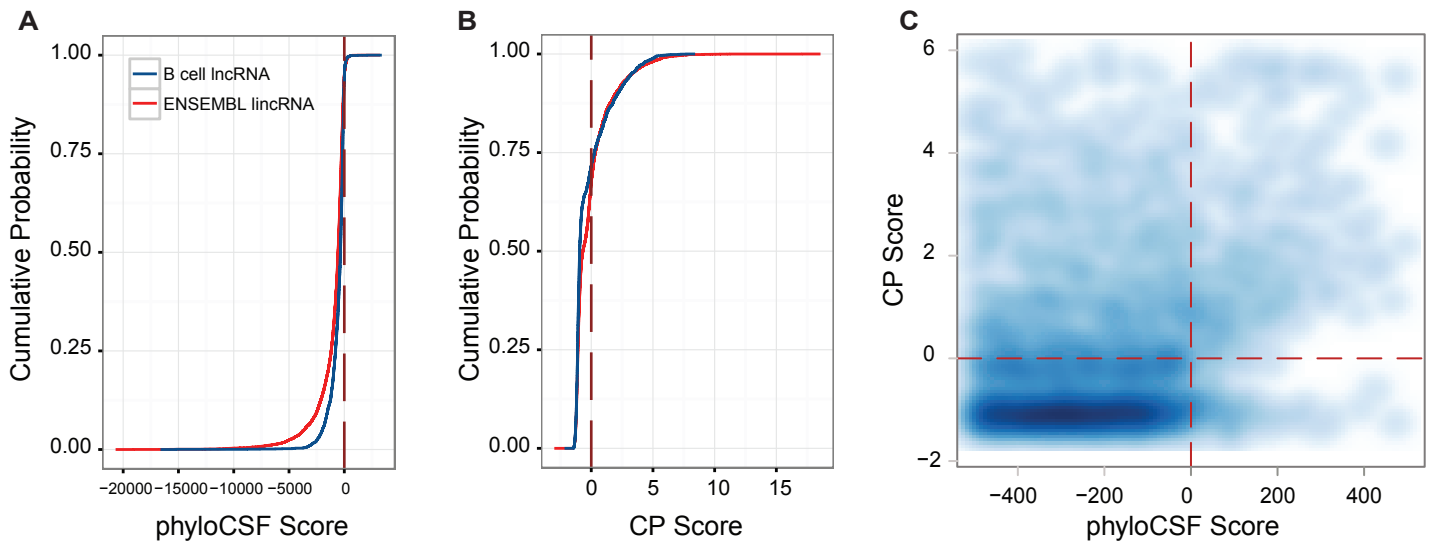 A
Cumulative Probability
1.00
0.75
0.50
0.25
0.00
B cell lncRNA
ENSEMBL lincRNA
−20000 −15000 −10000 −5000 0
phyloCSF Score
B
Cumulative Probability
1.00
0.75
0.50
0.25
0.00
0 5 10 15
CP Score
C
CP Score
6
4
2
0
−2
−400 −200 0 200 400
phyloCSF Score